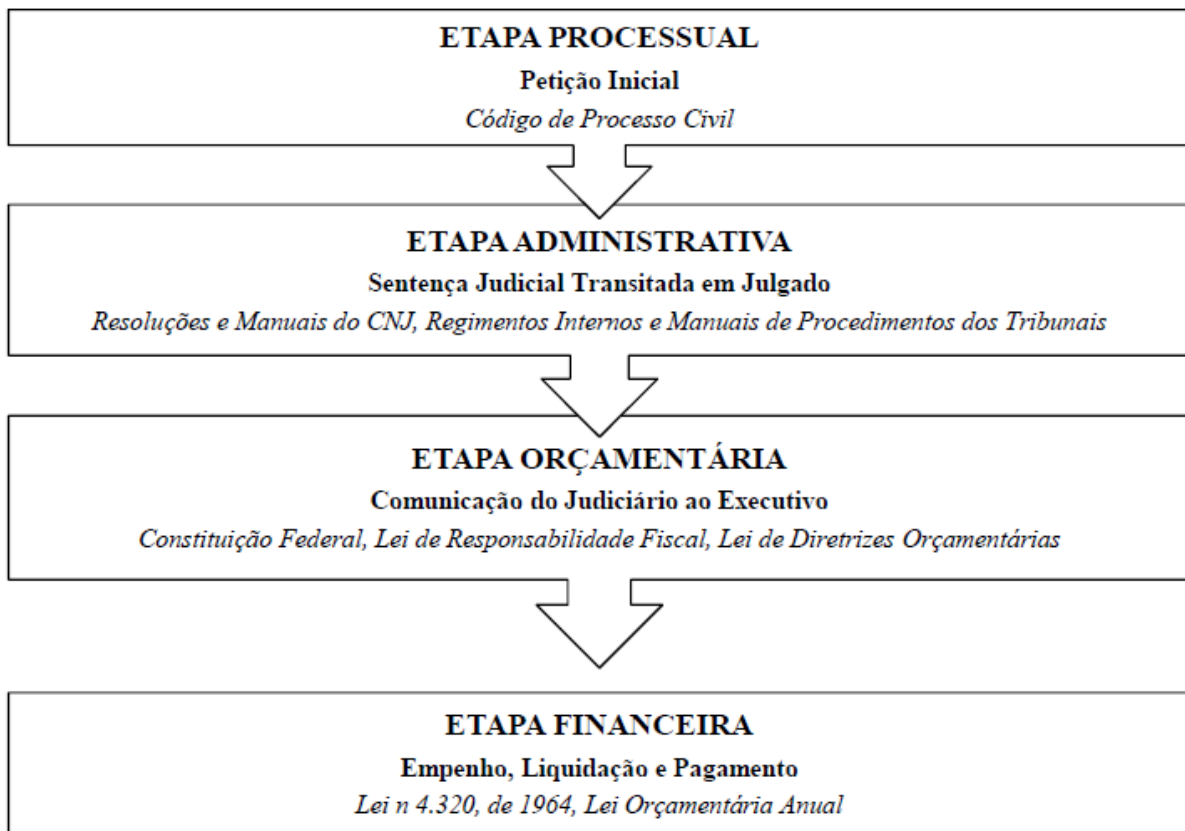 ETAPA PROCESSUAL
Petição Inicial
Código de Processo Civil
ETAPA ADMINISTRATIVA
Sentença Judicial Transitada em Julgado
Resoluções e Manuais do CNJ, Regimentos Internos e Manuais de Procedimentos dos Tribunais
ETAPA ORÇAMENTÁRIA
Comunicação do Judiciário ao Executivo
Constituição Federal, Lei de Responsabilidade Fiscal, Lei de Diretrizes Orçamentárias
ETAPA FINANCEIRA
Empenho, Liquidação e Pagamento
Lei n 4.320, de 1964, Lei Orçamentária Anual